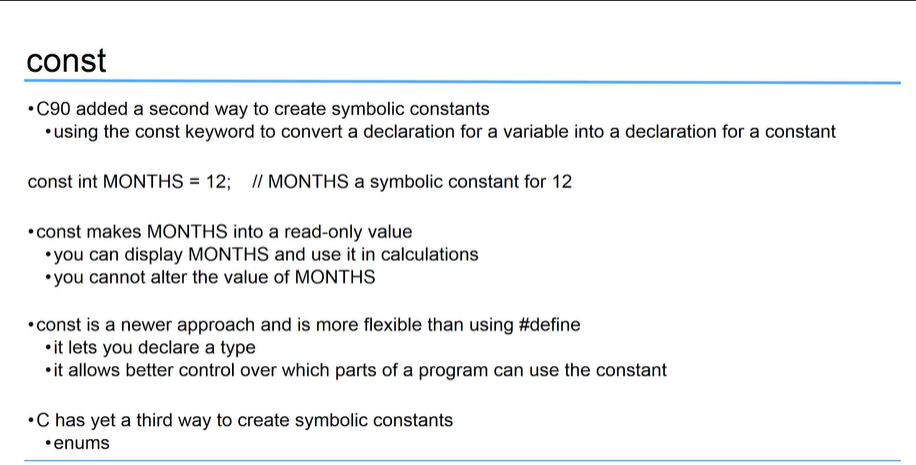 const
•C90 added a second way to create symbolic constants
•using the const keyword to convert a declaration for a variable into a declaration for a constant
const int MONTHS = 12;    // MONTHS a symbolic constant for 12
•const makes MONTHS into a read-only value
•you can display MONTHS and use it in calculations
•you cannot alter the value of MONTHS
•const is a newer approach and is more flexible than using #define
•it lets you declare a type
•it allows better control over which parts of a program can use the constant
•C has yet a third way to create symbolic constants
•enums